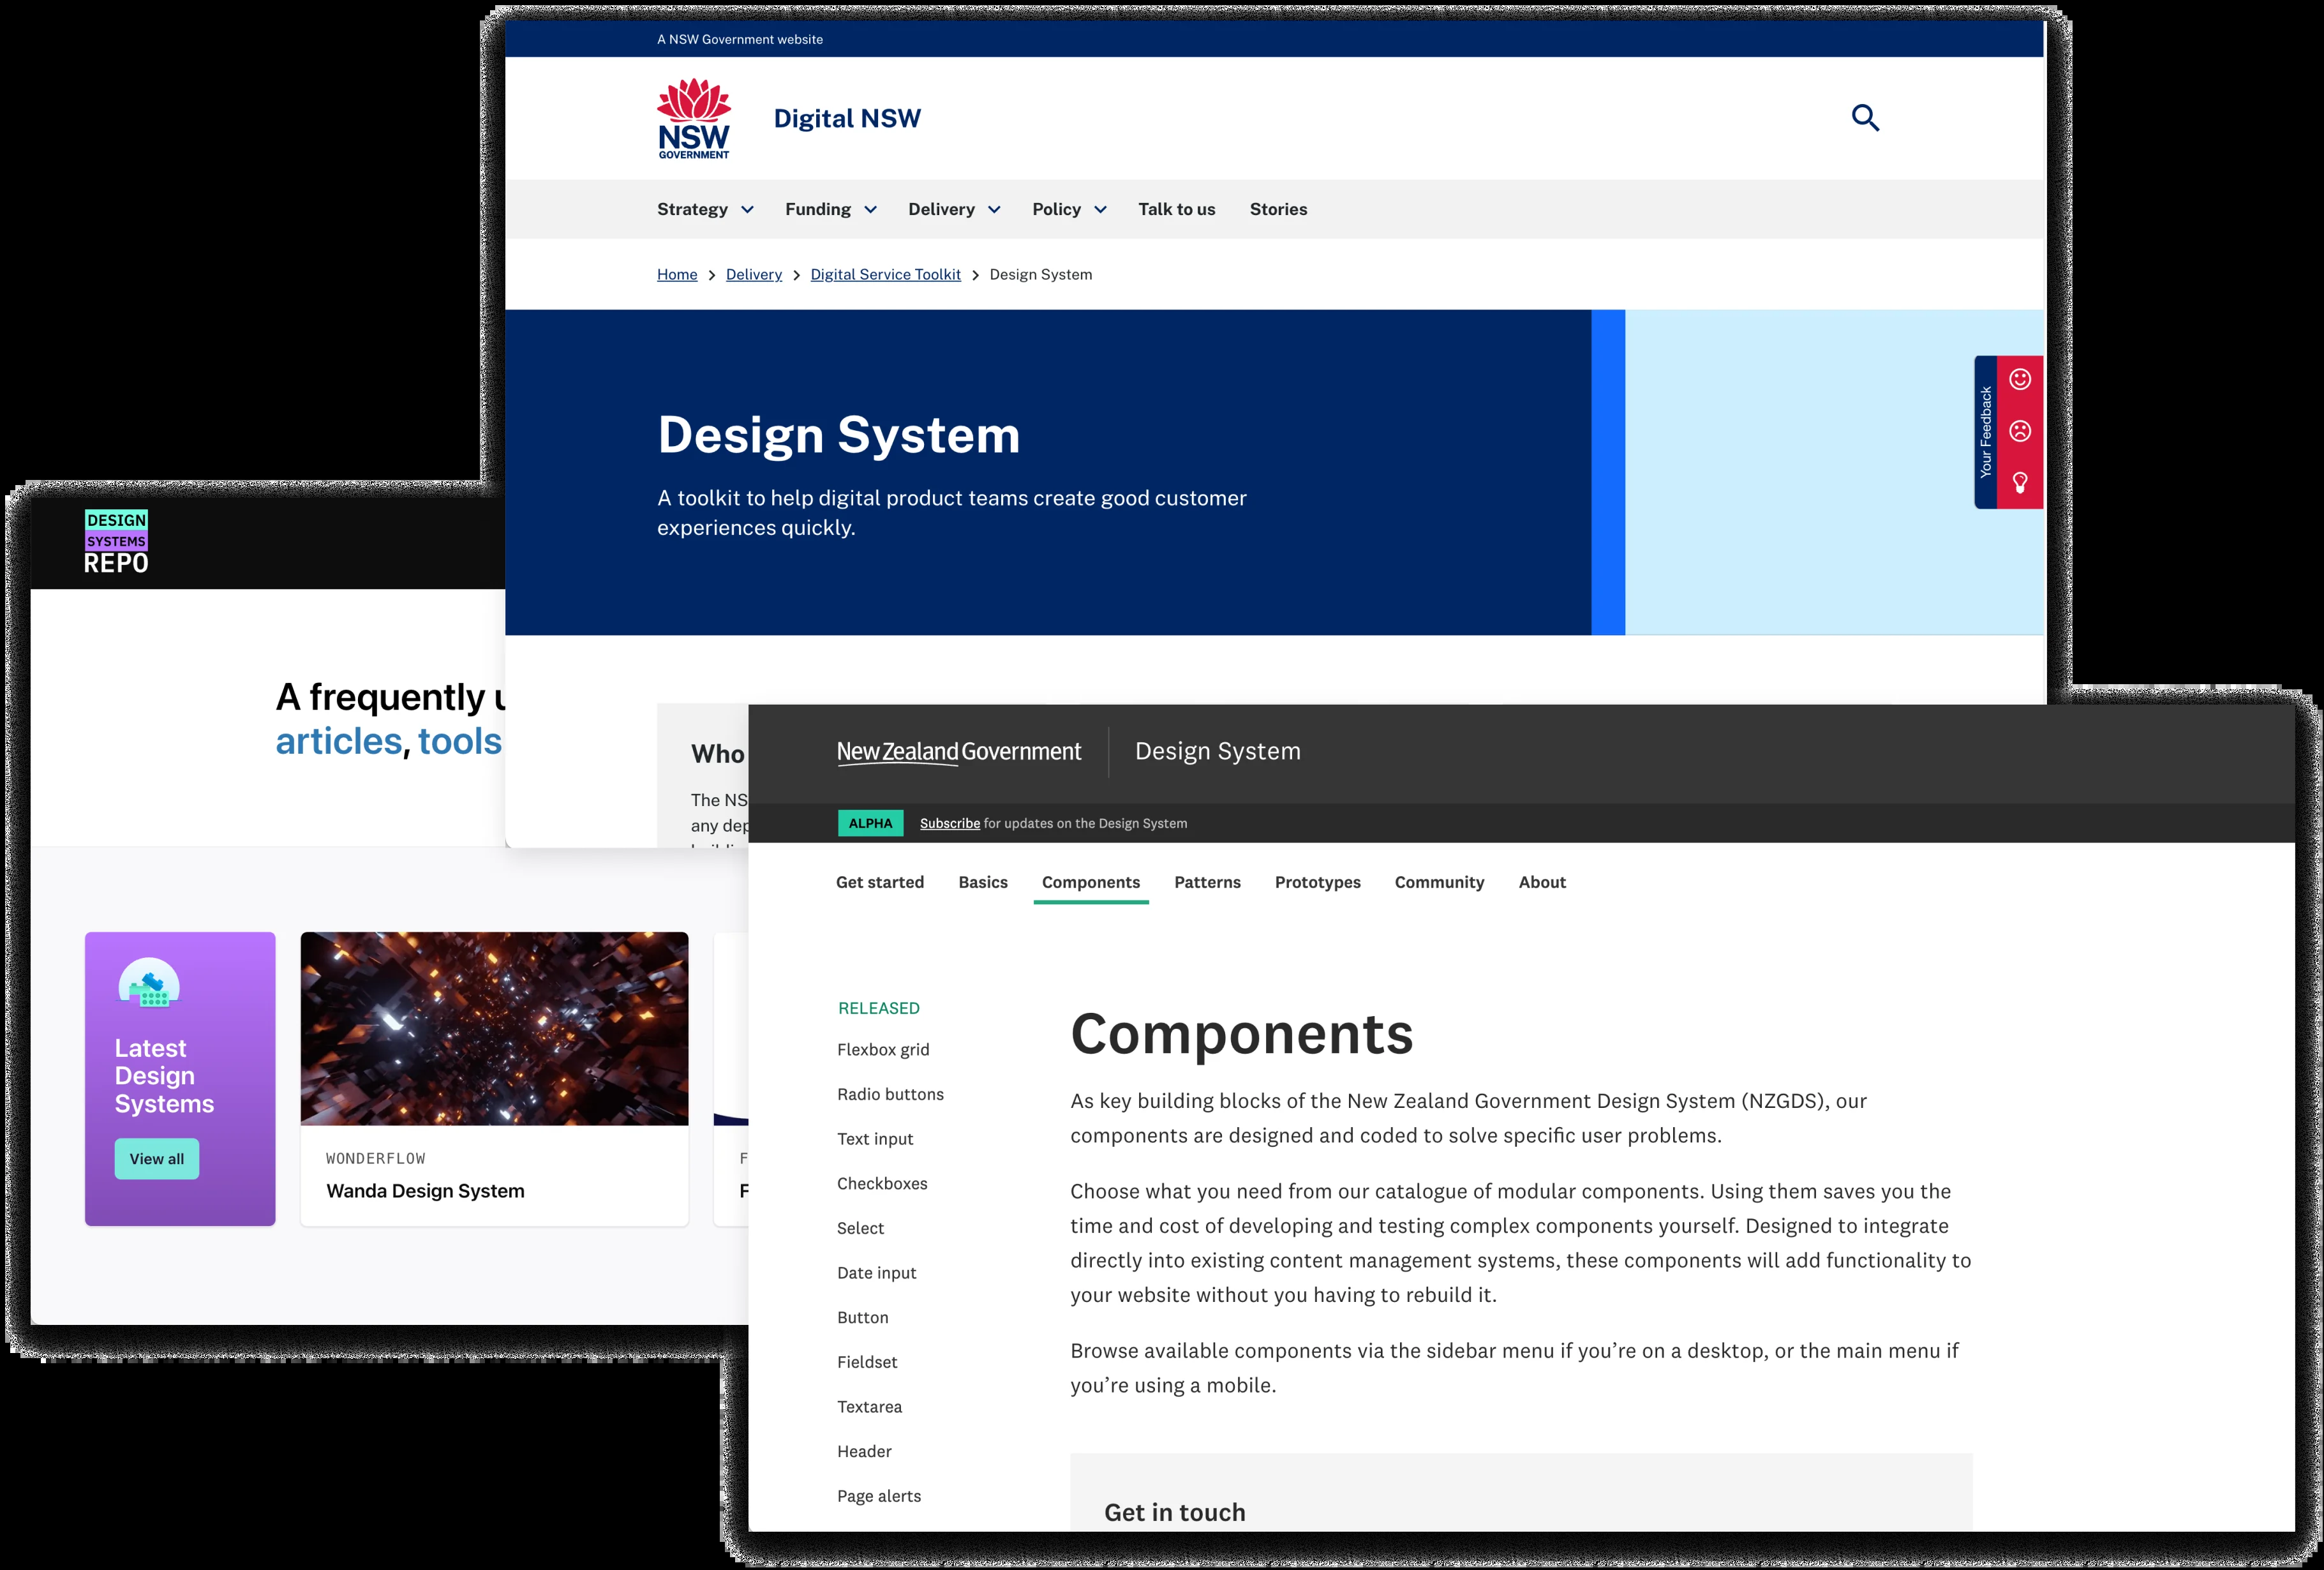 A NSW Government website
NSW
GOVERNMENT
Digital NSW
Strategy Funding Delivery Policy Talk to us Stories
Home Delivery Digital Service Toolkit Design System
Design System
A toolkit to help digital product teams create good customer
experiences quickly.
Your Feedback
Who
The NS
any dep
DESIGN
SYSTEMS
REPO
A frequently
articles, tools
Latest
Design
Systems
View all
WONDERFLOW
Wanda Design System
F
F
New Zealand Government Design System
ALPHA Subscribe for updates on the Design System
Get started Basics Components Patterns Prototypes Community About
RELEASED
Flexbox grid
Radio buttons
Text input
Checkboxes
Select
Date input
Button
Fieldset
Textarea
Header
Page alerts
Components
As key building blocks of the New Zealand Government Design System (NZGDS), our
components are designed and coded to solve specific user problems.
Choose what you need from our catalogue of modular components. Using them saves you the
time and cost of developing and testing complex components yourself. Designed to integrate
directly into existing content management systems, these components will add functionality to
your website without you having to rebuild it.
Browse available components via the sidebar menu if you’re on a desktop, or the main menu if
you’re using a mobile.
Get in touch